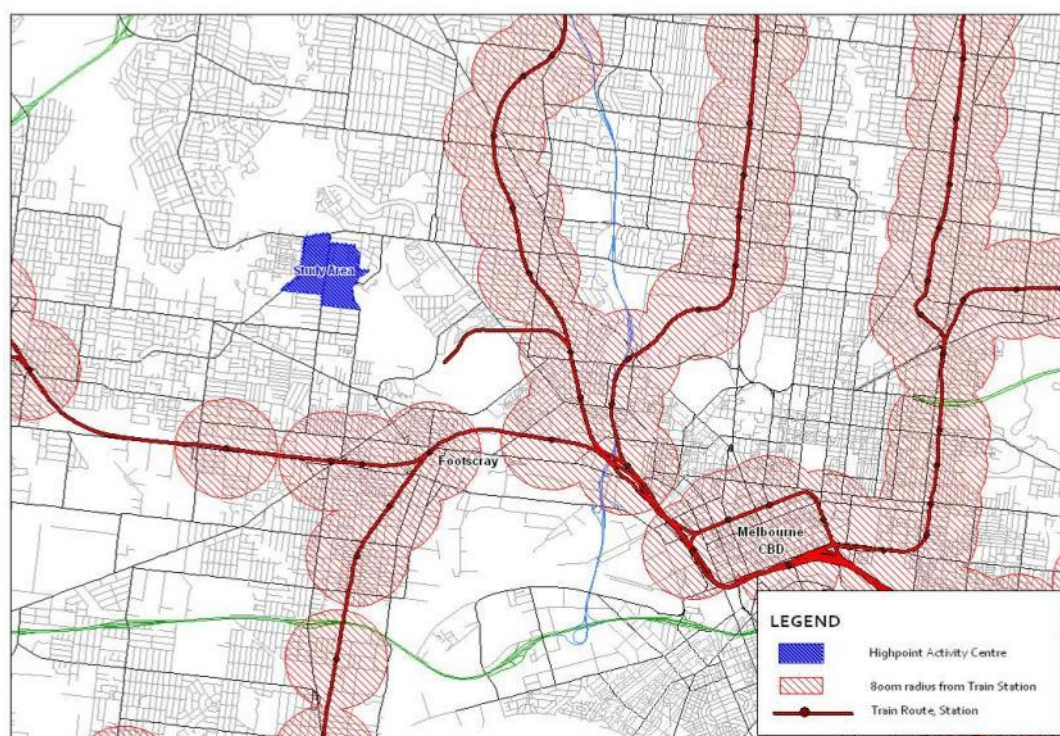 Study Area
Footscray
Melbourne
CBD
LEGEND
Highpoint Activity Centre
800m radius from Train Station
Train Route, Station